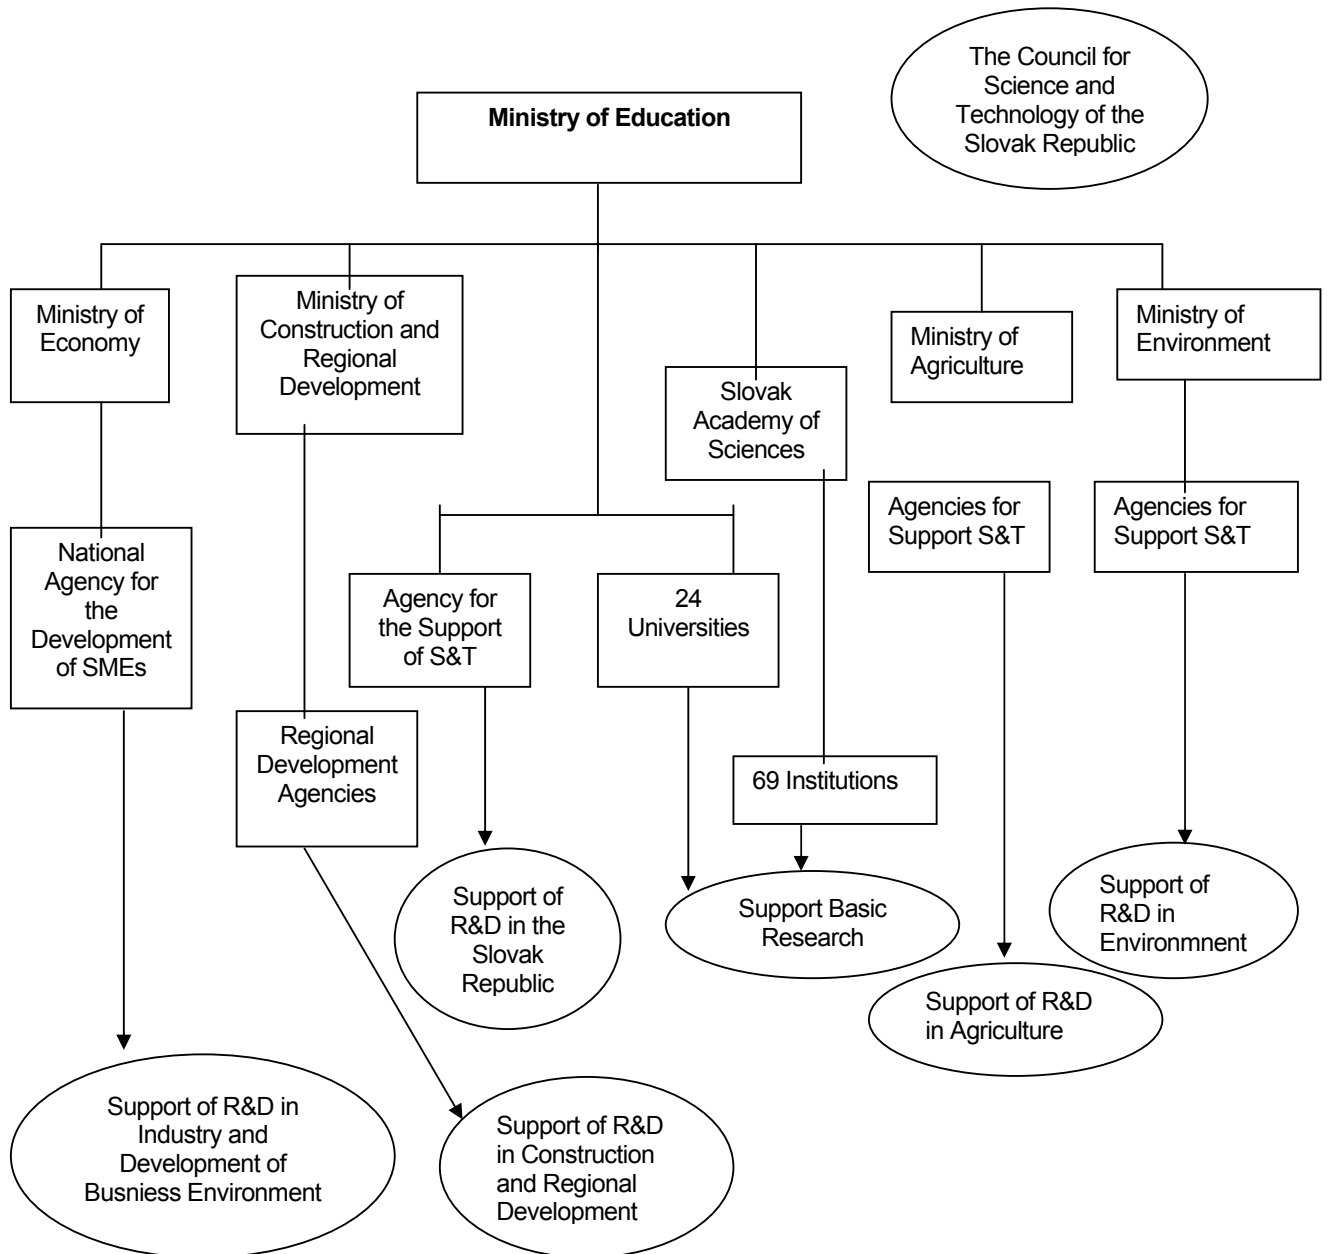 The Council for
Science and
Technology of the
Slovak Republic
Ministry of Education
Ministry of
Economy
Ministry of
Construction and
Regional
Development
Slovak
Academy of
Sciences
Ministry of
Agriculture
Ministry of
Environment
National
Agency for
the
Development
of SMEs
Agency for
the Support
of S&T
24
Universities
Agencies for
Support S&T
Agencies for
Support S&T
Regional
Development
Agencies
69 Institutions
Support of
R&D in the
Slovak
Republic
Support Basic
Research
Support of
R&D in
Environmnent
Support of R&D
in Agriculture
Support of R&D in
Industry and
Development of
Busniess Environment
Support of R&D
in Construction
and Regional
Development